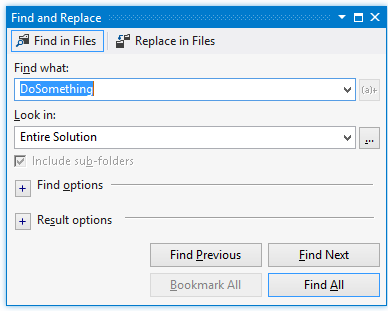 Find and Replace
Find in Files Replace in Files
Find what:
DoSomething
(a)+
Look in:
Entire Solution
...
Include sub-folders
+ Find options
+ Result options
Find Previous Find Next
Bookmark All Find All